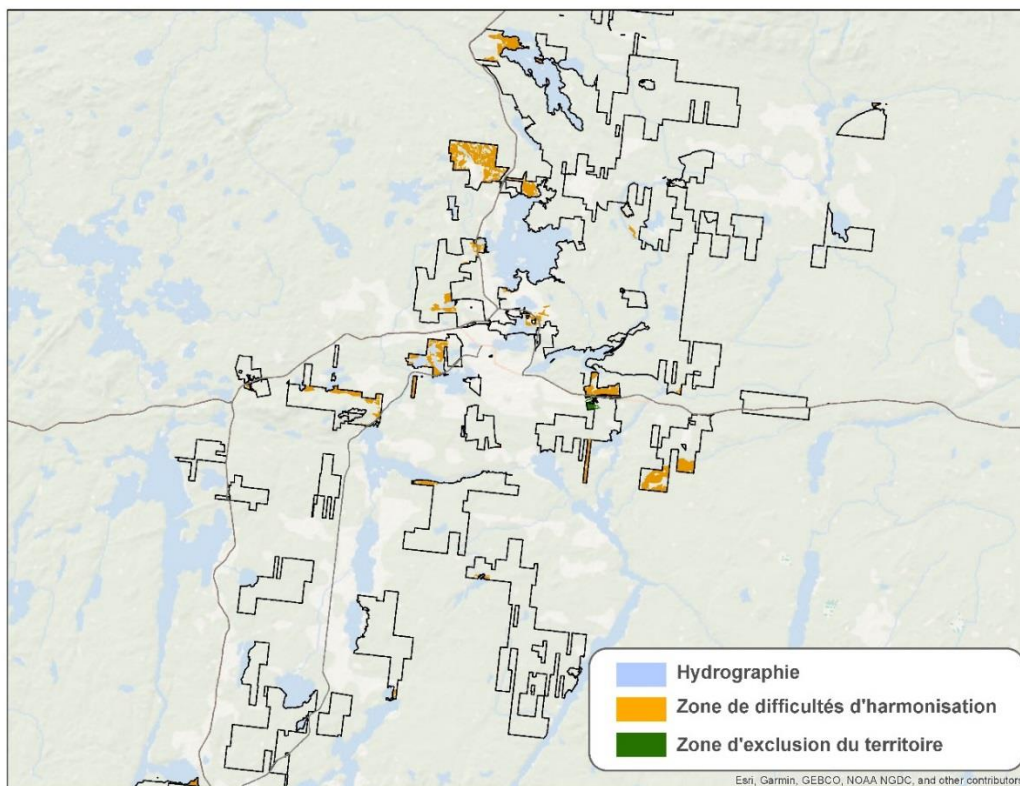 Hydrographie
Zone de difficultés d'harmonisation
Zone d'exclusion du territoire
Esri, Garmin, GEBCO, NOAA NGDC, and other contributors